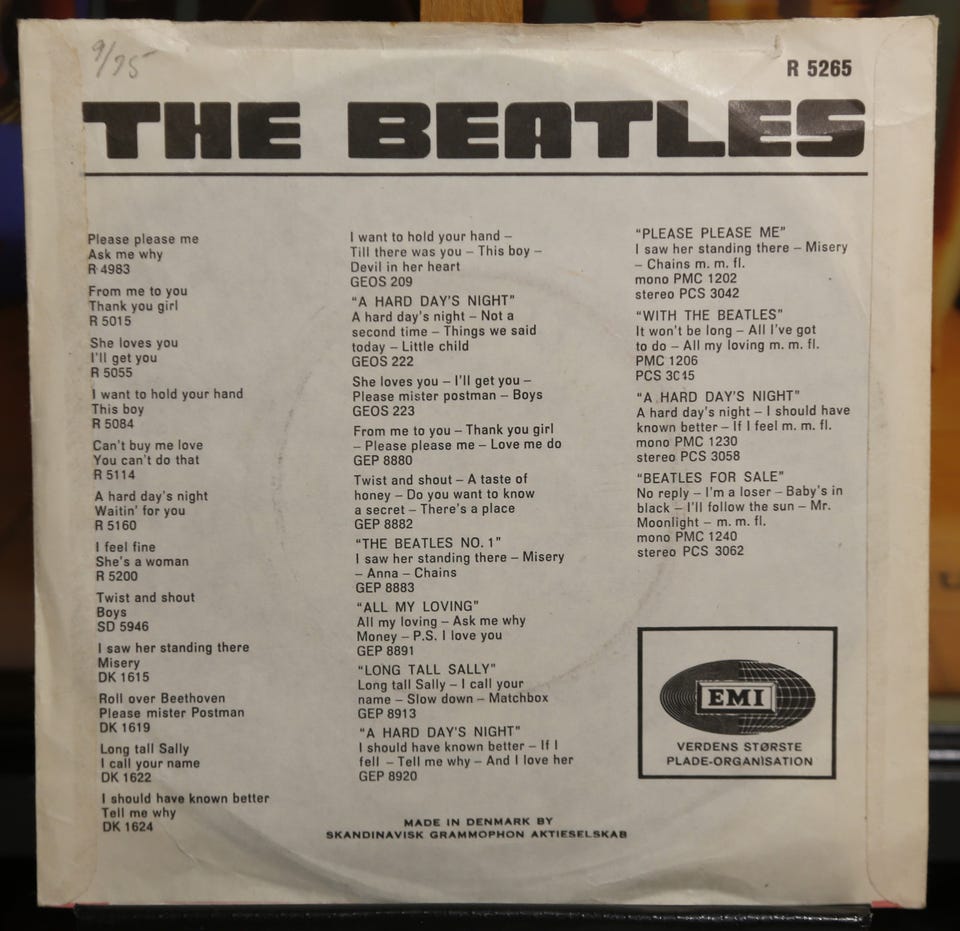 9/75
R 5265
THE BEATLES
Please please me
Ask me why
R 4983
From me to you
Thank you girl
R 5015
She loves you
I'll get you
R 5055
I want to hold your hand
This boy
R 5084
Can't buy me love
You can't do that
R 5114
A hard day's night
Waitin' for you
R 5160
I feel fine
She's a woman
R 5200
Twist and shout
Boys
SD 5946
I saw her standing there
Misery
DK 1615
Roll over Beethoven
Please mister Postman
DK 1619
Long tall Sally
I call your name
DK 1622
I should have known better
Tell me why
DK 1624
I want to hold your hand –
Till there was you – This boy –
Devil in her heart
GEOS 209
"A HARD DAY'S NIGHT"
A hard day's night – Not a
second time – Things we said
today – Little child
GEOS 222
She loves you – I'll get you –
Please mister postman – Boys
GEOS 223
From me to you – Thank you girl
– Please please me – Love me do
GEP 8880
Twist and shout – A taste of
honey – Do you want to know
a secret – There's a place
GEP 8882
"THE BEATLES NO. 1"
I saw her standing there – Misery
– Anna – Chains
GEP 8883
"ALL MY LOVING"
All my loving – Ask me why
Money – P.S. I love you
GEP 8891
"LONG TALL SALLY"
Long tall Sally – I call your
name – Slow down – Matchbox
GEP 8913
"A HARD DAY'S NIGHT"
I should have known better – If I
fell – Tell me why – And I love her
GEP 8920
"PLEASE PLEASE ME"
I saw her standing there – Misery
– Chains m. m. fl.
mono PMC 1202
stereo PCS 3042
"WITH THE BEATLES"
It won't be long – All I've got
to do – All my loving m. m. fl.
PMC 1206
PCS 3045
"A HARD DAY'S NIGHT"
A hard day's night – I should have
known better – If I feel m. m. fl.
mono PMC 1230
stereo PCS 3058
"BEATLES FOR SALE"
No reply – I'm a loser – Baby's in
black – I'll follow the sun – Mr.
Moonlight – m. m. fl.
mono PMC 1240
stereo PCS 3062
EMI
VERDENS STØRSTE
PLADE-ORGANISATION
MADE IN DENMARK BY
SKANDINAVISK GRAMMOPHON AKTIESELSKAB